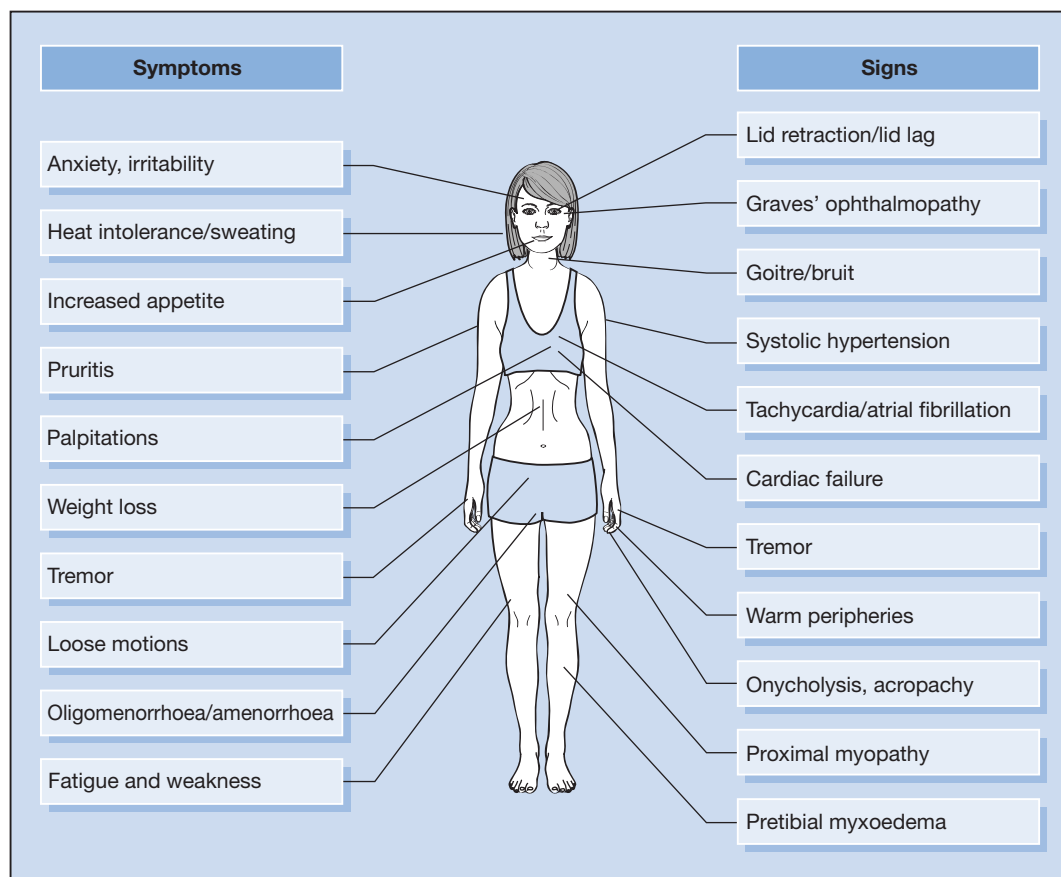 Symptoms
Anxiety, irritability
Heat intolerance/sweating
Increased appetite
Pruritis
Palpitations
Weight loss
Tremor
Loose motions
Oligomenorrhoea/amenorrhoea
Fatigue and weakness
Signs
Lid retraction/lid lag
Graves’ ophthalmopathy
Goitre/bruit
Systolic hypertension
Tachycardia/atrial fibrillation
Cardiac failure
Tremor
Warm peripheries
Onycholysis, acropachy
Proximal myopathy
Pretibial myxoedema